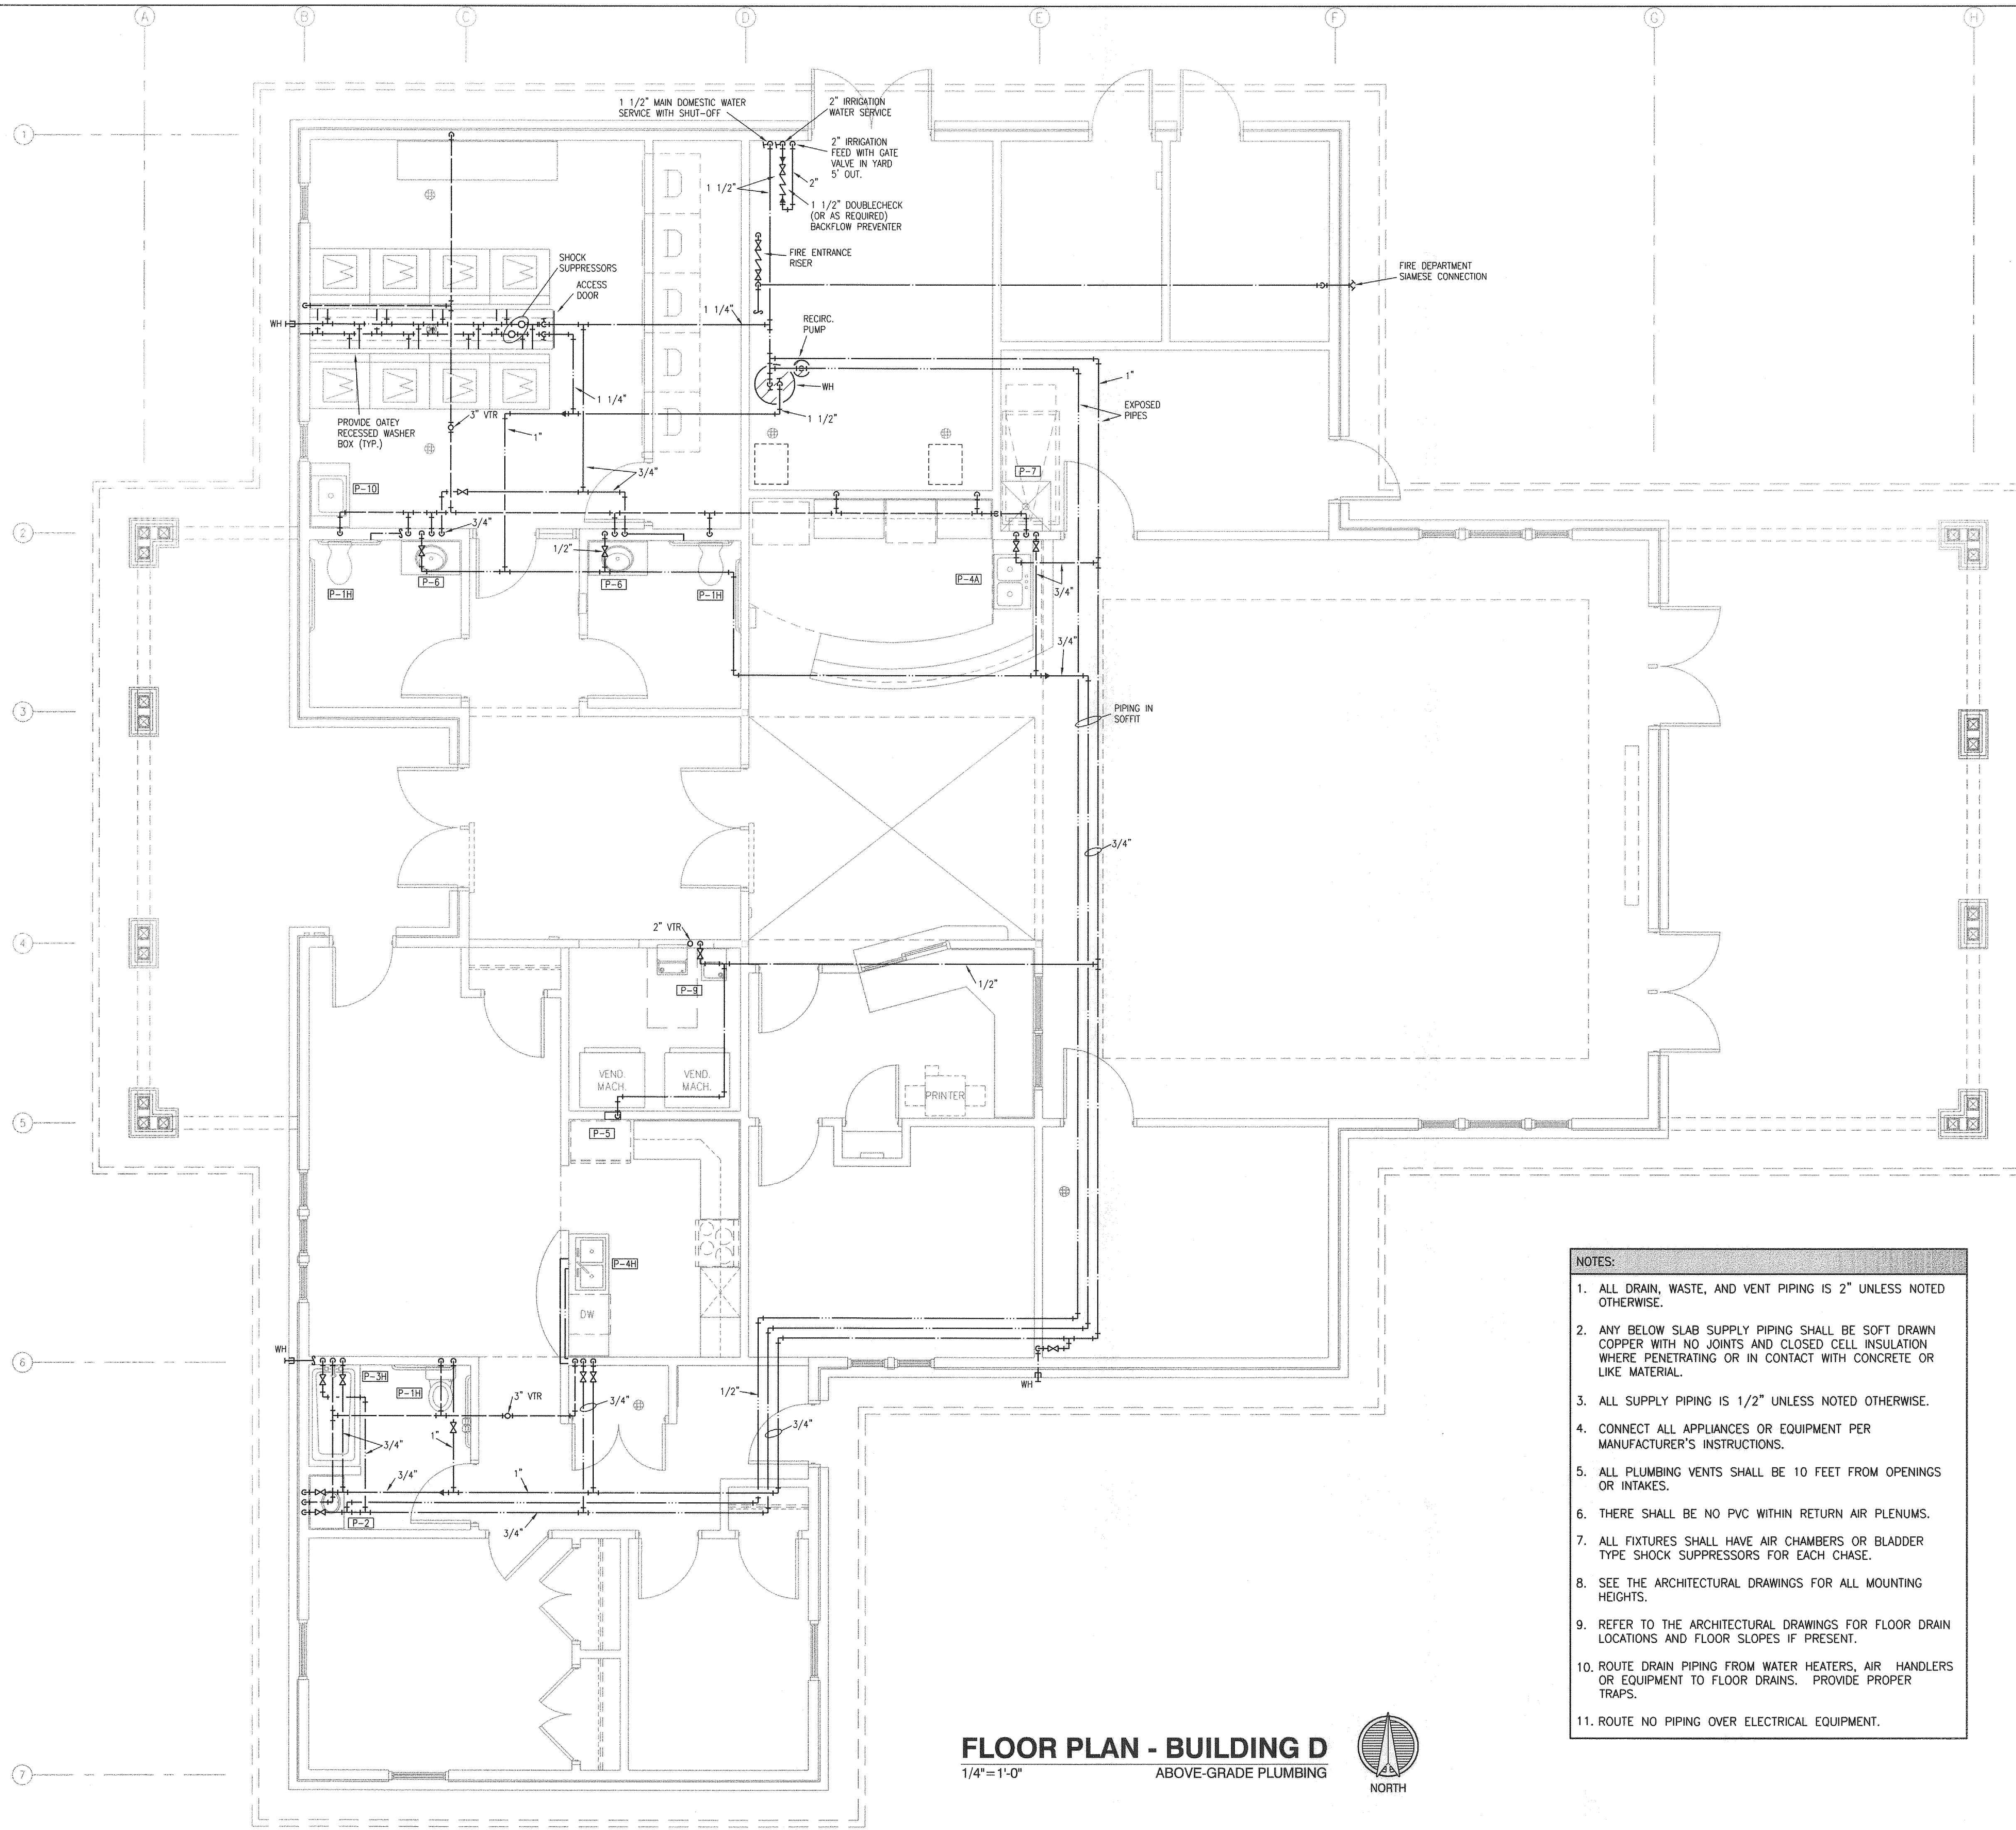 A B C D E F G H
1
1 1/2" MAIN DOMESTIC WATER
SERVICE WITH SHUT-OFF
2" IRRIGATION
WATER SERVICE
2" IRRIGATION
FEED WITH GATE
VALVE IN YARD
5' OUT.
1 1/2"
2"
1 1/2" DOUBLECHECK
(OR AS REQUIRED)
BACKFLOW PREVENTER
FIRE ENTRANCE
RISER
SHOCK
SUPPRESSORS
ACCESS
DOOR
FIRE DEPARTMENT
SIAMESE CONNECTION
1 1/4"
RECIRC.
PUMP
WH
WH
1"
EXPOSED
PIPES
1 1/4"
1 1/2"
3" VTR
1"
PROVIDE OATEY
RECESSED WASHER
BOX (TYP.)
3/4"
P-7
P-10
3/4"
2
1/2"
P-6
P-6
P-1H
P-1H
P-4A
3/4"
3/4"
3
PIPING IN
SOFFIT
3/4"
2" VTR
4
P-9
1/2"
VEND.
MACH.
VEND.
MACH.
PRINTER
5
P-5
P-4H
DW
WH
6
P-3H
P-1H
WH
1/2"
3" VTR
3/4"
3/4"
1"
3/4"
3/4"
1"
P-2
3/4"
7
NOTES:
1. ALL DRAIN, WASTE, AND VENT PIPING IS 2" UNLESS NOTED
OTHERWISE.
2. ANY BELOW SLAB SUPPLY PIPING SHALL BE SOFT DRAWN
COPPER WITH NO JOINTS AND CLOSED CELL INSULATION
WHERE PENETRATING OR IN CONTACT WITH CONCRETE OR
LIKE MATERIAL.
3. ALL SUPPLY PIPING IS 1/2" UNLESS NOTED OTHERWISE.
4. CONNECT ALL APPLIANCES OR EQUIPMENT PER
MANUFACTURER'S INSTRUCTIONS.
5. ALL PLUMBING VENTS SHALL BE 10 FEET FROM OPENINGS
OR INTAKES.
6. THERE SHALL BE NO PVC WITHIN RETURN AIR PLENUMS.
7. ALL FIXTURES SHALL HAVE AIR CHAMBERS OR BLADDER
TYPE SHOCK SUPPRESSORS FOR EACH CHASE.
8. SEE THE ARCHITECTURAL DRAWINGS FOR ALL MOUNTING
HEIGHTS.
9. REFER TO THE ARCHITECTURAL DRAWINGS FOR FLOOR DRAIN
LOCATIONS AND FLOOR SLOPES IF PRESENT.
10. ROUTE DRAIN PIPING FROM WATER HEATERS, AIR HANDLERS
OR EQUIPMENT TO FLOOR DRAINS. PROVIDE PROPER
TRAPS.
11. ROUTE NO PIPING OVER ELECTRICAL EQUIPMENT.
FLOOR PLAN - BUILDING D
1/4"=1'-0" ABOVE-GRADE PLUMBING
NORTH